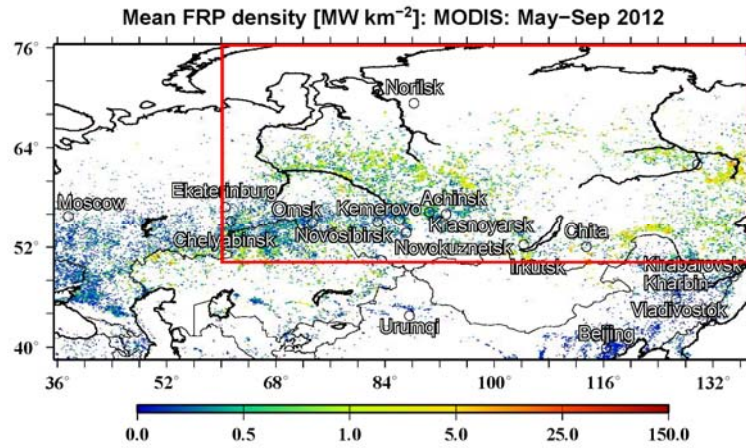 Mean FRP density [MW km⁻²]: MODIS: May−Sep 2012
76°
Norilsk
64°
Ekaterinburg
Moscow
Achinsk
Omsk
Kemerovo
Krasnoyarsk
Chita
Chelyabinsk
Novosibirsk
52°
Novokuznetsk
Irkutsk
Khabarovsk
Kharbin
Vladivostok
Urumqi
Beijing
40°
36° 52° 68° 84° 100° 116° 132°
0.0 0.5 1.0 5.0 25.0 150.0